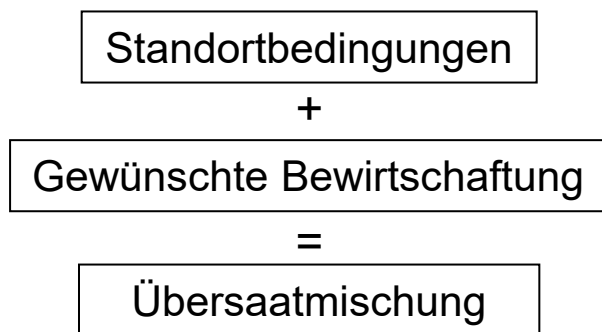 Standortbedingungen
+
Gewünschte Bewirtschaftung
=
Übersaatmischung